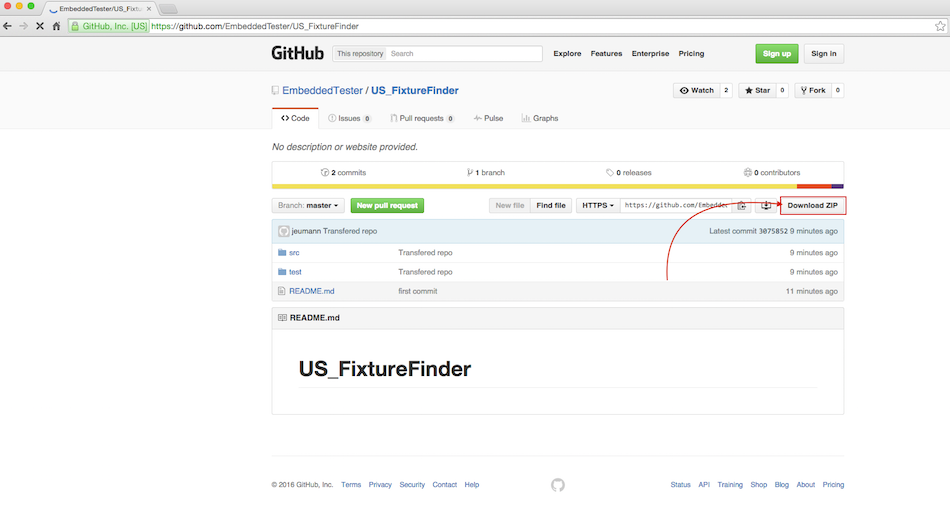 EmbeddedTester/US_Fixtu
GitHub, Inc. [US] https://github.com/EmbeddedTester/US_FixtureFinder
GitHub This repository Search Explore Features Enterprise Pricing Sign up Sign in
EmbeddedTester / US_FixtureFinder Watch 2 Star 0 Fork 0
Code Issues 0 Pull requests 0 Pulse Graphs
No description or website provided.
2 commits 1 branch 0 releases 0 contributors
Branch: master New pull request New file Find file HTTPS https://github.com/Embedde Download ZIP
jeumann Transfered repo Latest commit 3075852 9 minutes ago
src Transfered repo 9 minutes ago
test Transfered repo 9 minutes ago
README.md first commit 11 minutes ago
README.md
US_FixtureFinder
© 2016 GitHub, Inc. Terms Privacy Security Contact Help Status API Training Shop Blog About Pricing